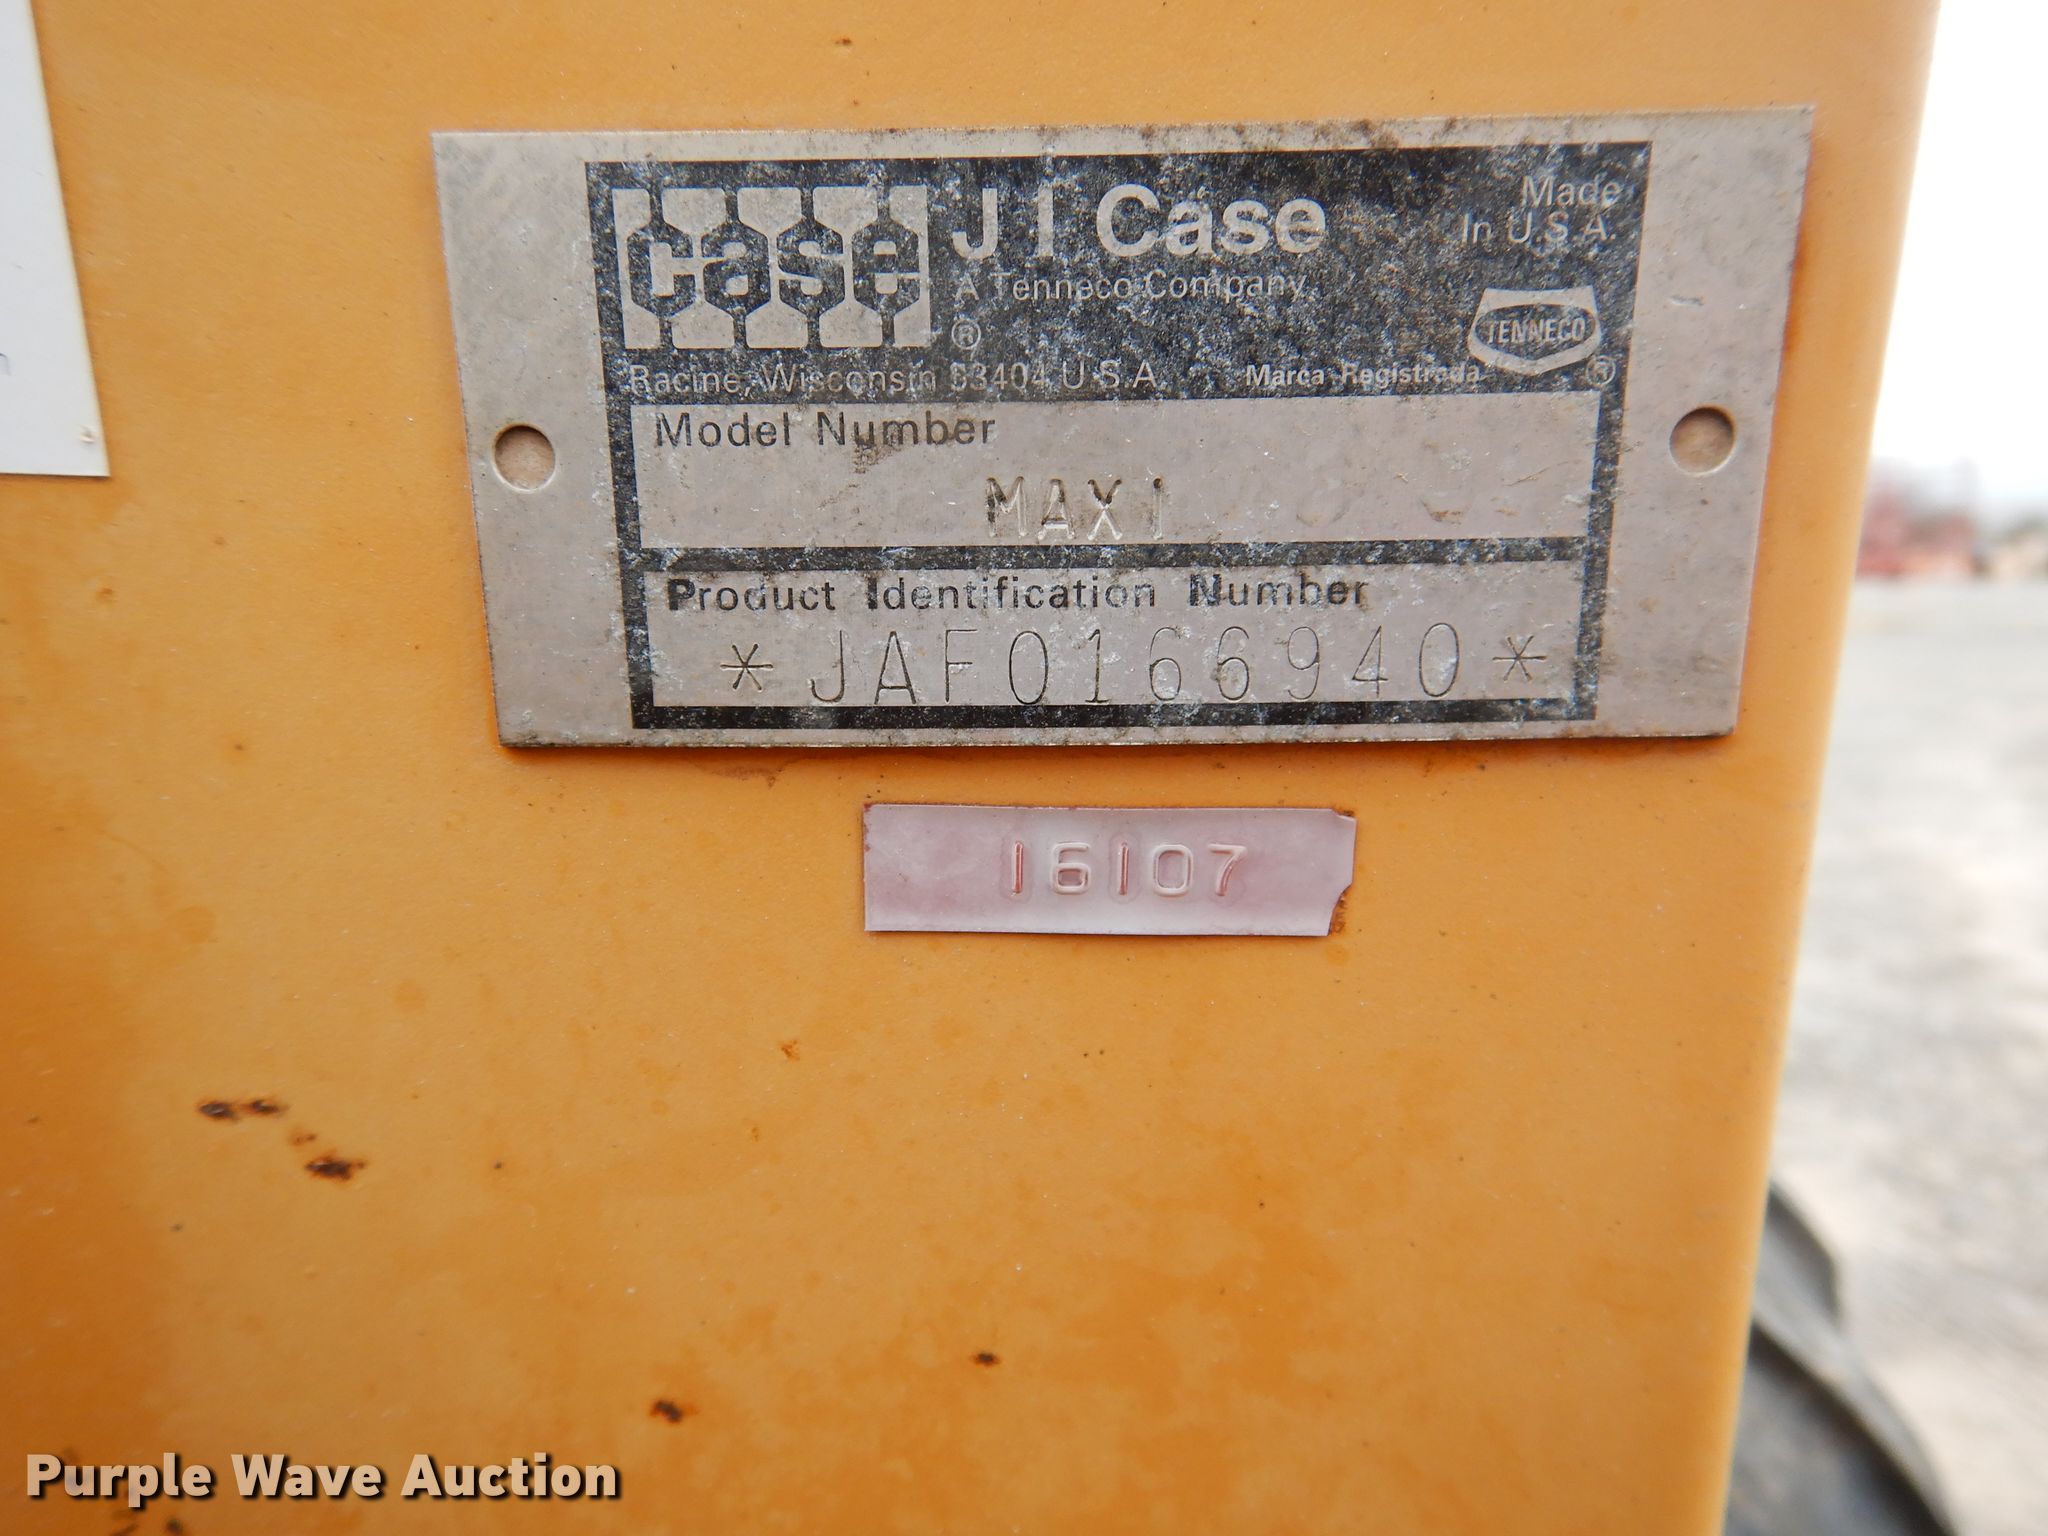 case
®
J I Case
A Tenneco Company
Made
In U.S.A.
TENNECO
®
Racine, Wisconsin 53404 U.S.A.
Marca Registrada
Model Number
MAX1
Product Identification Number
*JAF0166940*
16107
Purple Wave Auction